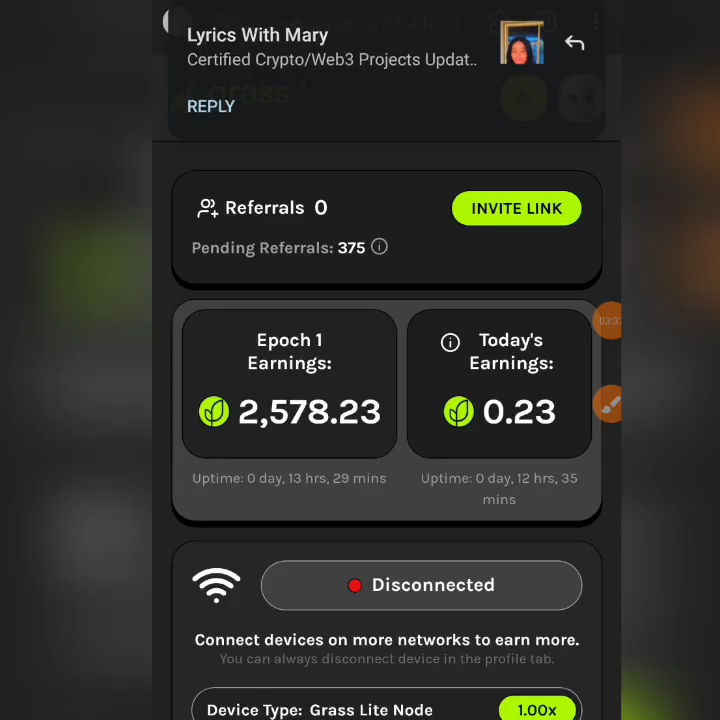 Lyrics With Mary
Certified Crypto/Web3 Projects Updat..
REPLY
grass
Referrals 0
INVITE LINK
Pending Referrals: 375
Epoch 1
Earnings:
2,578.23
Uptime: 0 day, 13 hrs, 29 mins
Today's
Earnings:
0.23
Uptime: 0 day, 12 hrs, 35
mins
Disconnected
Connect devices on more networks to earn more.
You can always disconnect device in the profile tab.
Device Type: Grass Lite Node
1.00x